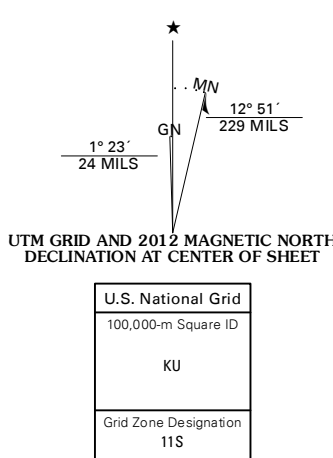 ★
MN
GN
12° 51´
229 MILS
1° 23´
24 MILS
UTM GRID AND 2012 MAGNETIC NORTH
DECLINATION AT CENTER OF SHEET
U.S. National Grid
100,000-m Square ID
KU
Grid Zone Designation
11S